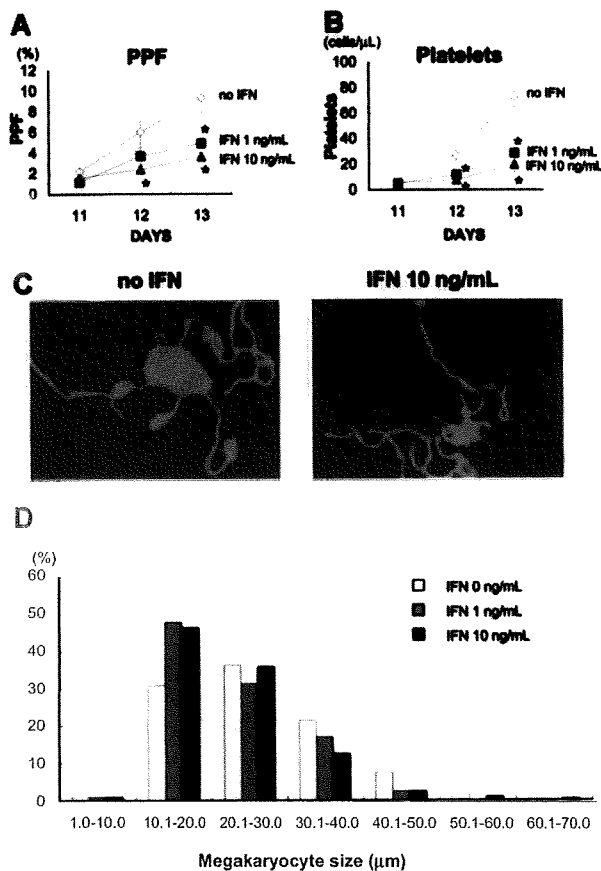 A
PPF
(%)
12
10
8
6
4
2
0
PPF
no IFN
IFN 1 ng/mL
IFN 10 ng/mL
11 12 13
DAYS
B
(cells/μL)
Platelets
100
80
60
40
20
0
Platelets
no IFN
IFN 1 ng/mL
IFN 10 ng/mL
11 12 13
DAYS
C
no IFN
IFN 10 ng/mL
D
(%)
60
50
40
30
20
10
0
IFN 0 ng/mL
IFN 1 ng/mL
IFN 10 ng/mL
1.0-10.0 10.1-20.0 20.1-30.0 30.1-40.0 40.1-50.0 50.1-60.0 60.1-70.0
Megakaryocyte size (μm)